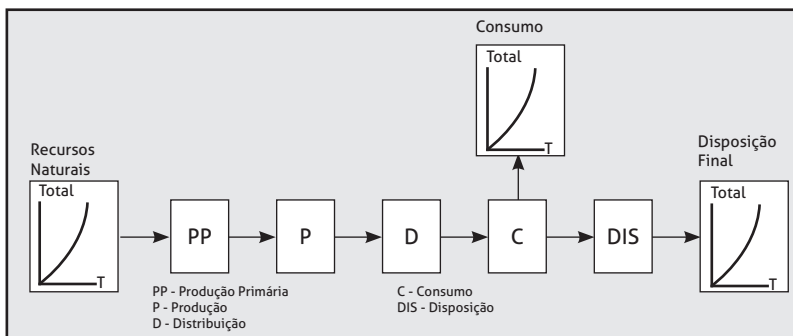 Consumo
Total
T
Recursos
Naturais
Total
T
PP
P
D
C
DIS
Disposição
Final
Total
T
PP - Produção Primária
P - Produção
D - Distribuição
C - Consumo
DIS - Disposição